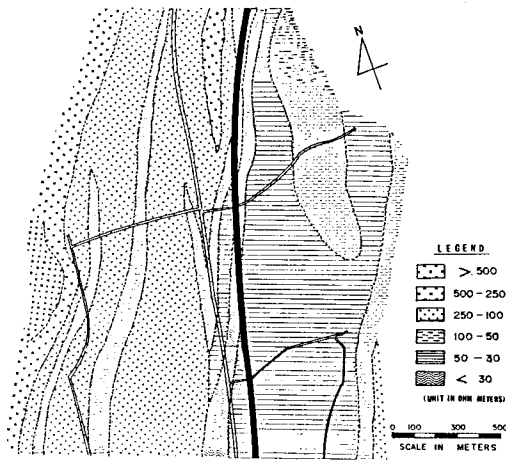 N
LEGEND
> 500
500 - 250
250 - 100
100 - 50
50 - 30
< 30
(UNIT IN OHM METERS)
0 100 300 500
SCALE IN METERS